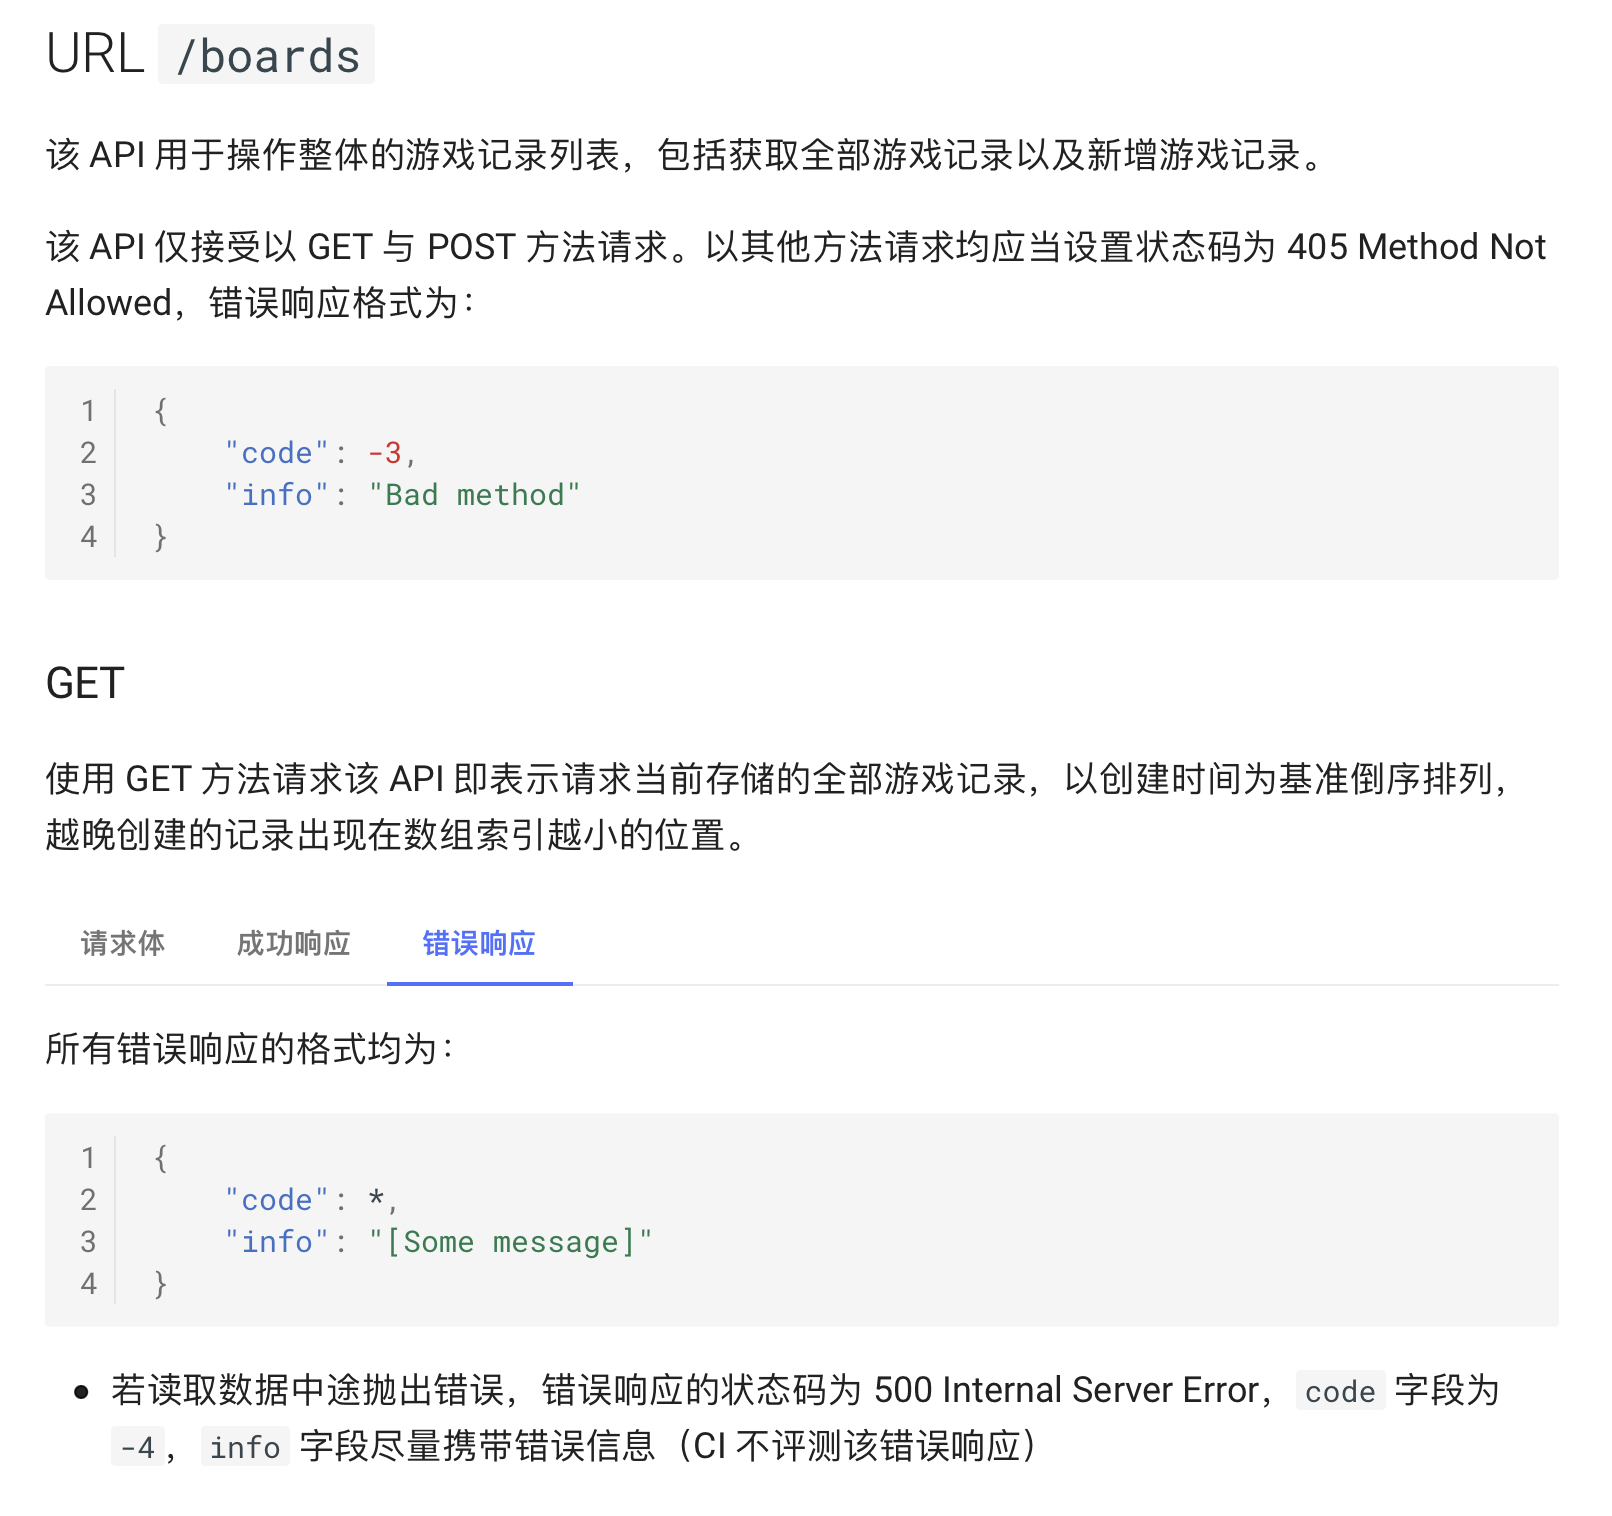 URL /boards
该 API 用于操作整体的游戏记录列表，包括获取全部游戏记录以及新增游戏记录。
该 API 仅接受以 GET 与 POST 方法请求。以其他方法请求均应当设置状态码为 405 Method Not
Allowed，错误响应格式为：
1 {
2     "code": -3,
3     "info": "Bad method"
4 }
GET
使用 GET 方法请求该 API 即表示请求当前存储的全部游戏记录，以创建时间为基准倒序排列，
越晚创建的记录出现在数组索引越小的位置。
请求体 成功响应 错误响应
所有错误响应的格式均为：
1 {
2     "code": *,
3     "info": "[Some message]"
4 }
• 若读取数据中途抛出错误，错误响应的状态码为 500 Internal Server Error， code 字段为
-4， info 字段尽量携带错误信息（CI 不评测该错误响应）